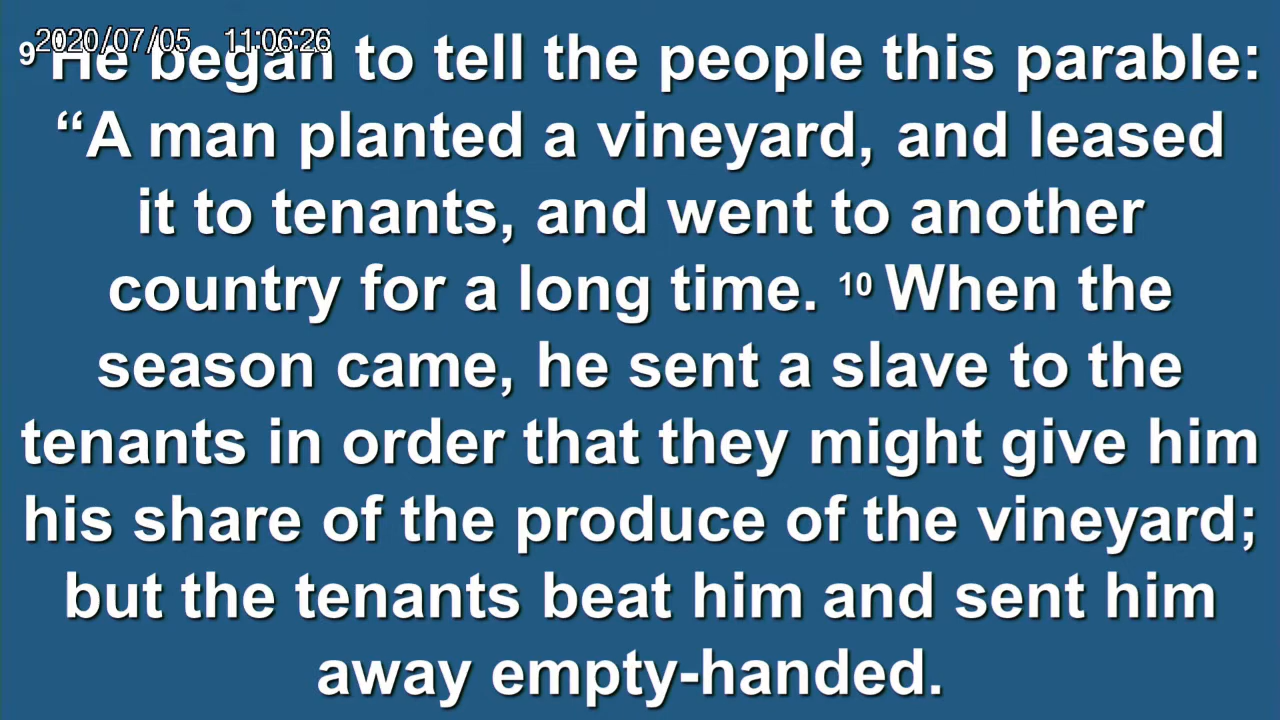 2020/07/05 11:06:26
9 He began to tell the people this parable:
“A man planted a vineyard, and leased
it to tenants, and went to another
country for a long time. 10 When the
season came, he sent a slave to the
tenants in order that they might give him
his share of the produce of the vineyard;
but the tenants beat him and sent him
away empty-handed.